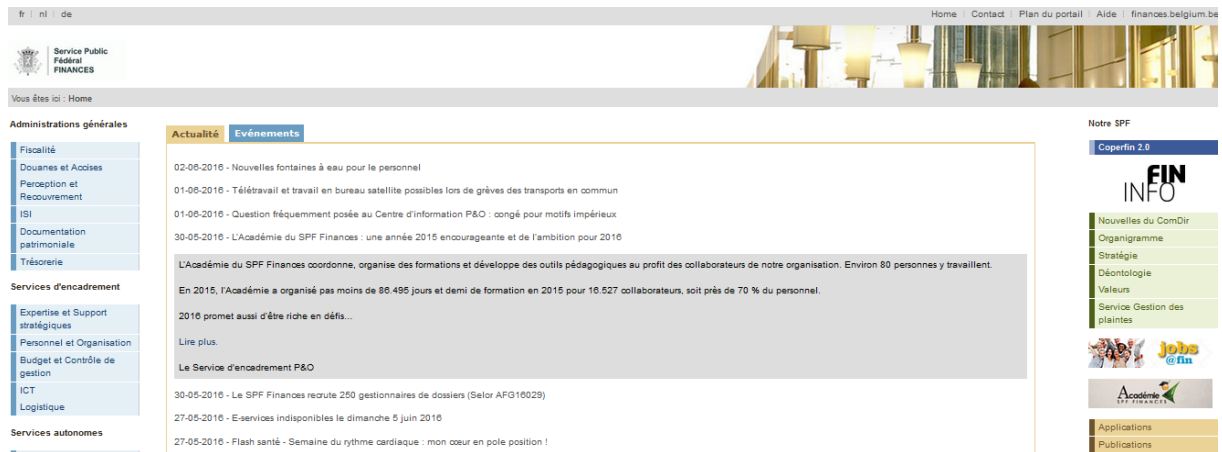 fr | nl | de
Home | Contact | Plan du portail | Aide | finances.belgium.be
Service Public
Fédéral
FINANCES
Vous êtes ici : Home
Administrations générales
Fiscalité
Douanes et Accises
Perception et
Recouvrement
ISI
Documentation
patrimoniale
Trésorerie
Services d'encadrement
Expertise et Support
stratégiques
Personnel et Organisation
Budget et Contrôle de
gestion
ICT
Logistique
Services autonomes
Actualité
Evénements
02-06-2016 - Nouvelles fontaines à eau pour le personnel
01-06-2016 - Télétravail et travail en bureau satellite possibles lors de grèves des transports en commun
01-06-2016 - Question fréquemment posée au Centre d'information P&O : congé pour motifs impérieux
30-05-2016 - L'Académie du SPF Finances : une année 2015 encourageante et de l'ambition pour 2016
L'Académie du SPF Finances coordonne, organise des formations et développe des outils pédagogiques au profit des collaborateurs de notre organisation. Environ 80 personnes y travaillent.
En 2015, l'Académie a organisé pas moins de 86.495 jours et demi de formation en 2015 pour 16.527 collaborateurs, soit près de 70 % du personnel.
2016 promet aussi d'être riche en défis...
Lire plus.
Le Service d'encadrement P&O
30-05-2016 - Le SPF Finances recrute 250 gestionnaires de dossiers (Selor AFG16029)
27-05-2016 - E-services indisponibles le dimanche 5 juin 2016
27-05-2016 - Flash santé - Semaine du rythme cardiaque : mon cœur en pole position !
Notre SPF
Coperfin 2.0
FIN
INFO
Nouvelles du ComDir
Organigramme
Stratégie
Déontologie
Valeurs
Service Gestion des
plaintes
jobs
@fin
Académie
SPF FINANCES
Applications
Publications